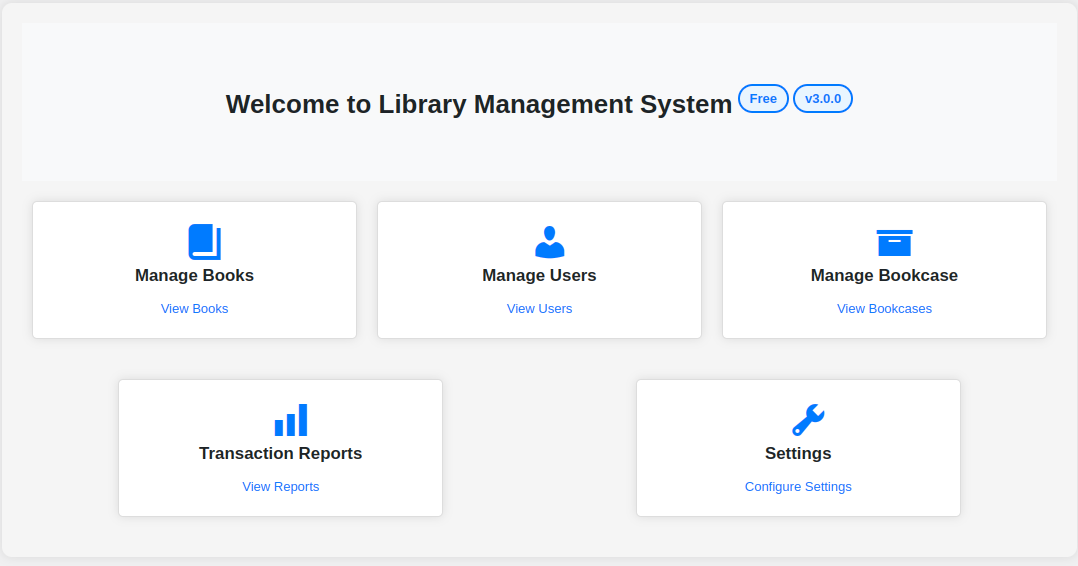 Welcome to Library Management System Free v3.0.0
Manage Books
View Books
Manage Users
View Users
Manage Bookcase
View Bookcases
Transaction Reports
View Reports
Settings
Configure Settings